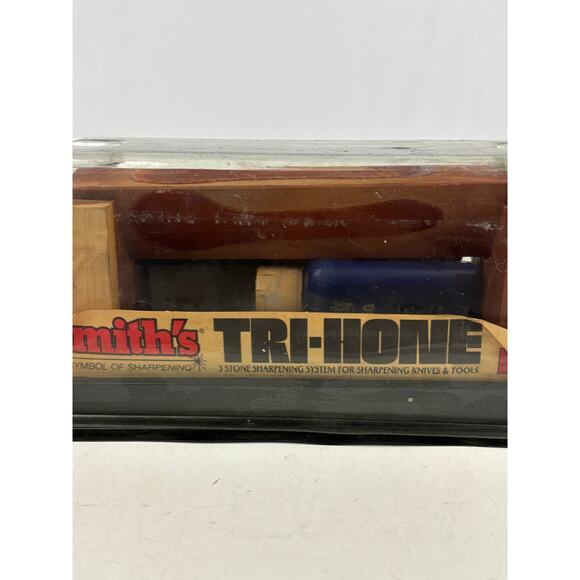 mith's® TRI-HONE
SYMBOL OF SHARPENING
3 STONE SHARPENING SYSTEM FOR SHARPENING KNIVES & TOOLS